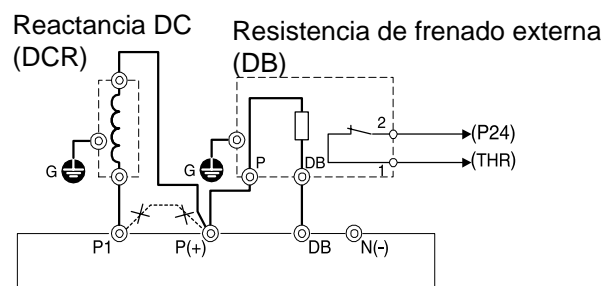 Reactancia DC
(DCR)
Resistencia de frenado externa
(DB)
2
(P24)
1
(THR)
G
G
P
DB
P1
P(+)
DB
N(-)